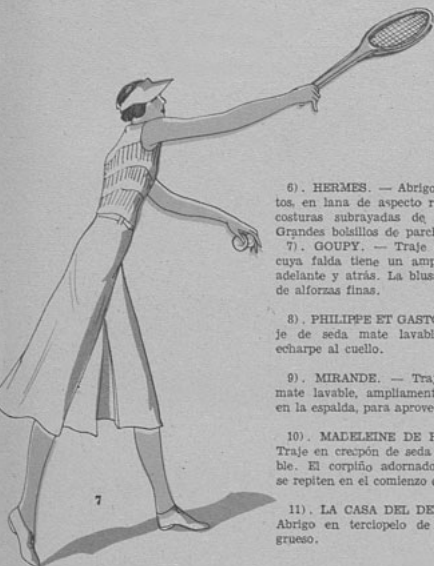 6). HERMES. — Abrigo
tos, en lana de aspecto r
costuras subrayadas de
Grandes bolsillos de parch
7). GOUPY. — Traje
cuya falda tiene un amp
adelante y atrás. La blus
de alforzas finas.
8). PHILIPPE ET GASTO
je de seda mate lavabl
echarpe al cuello.
9). MIRANDE. — Traj
mate lavable, ampliament
en la espalda, para aprove
10). MADELEINE DE R
Traje en crespón de seda
ble. El corpiño adornado
se repiten en el comienzo
11). LA CASA DEL DE
Abrigo en terciopelo de
grueso.
7